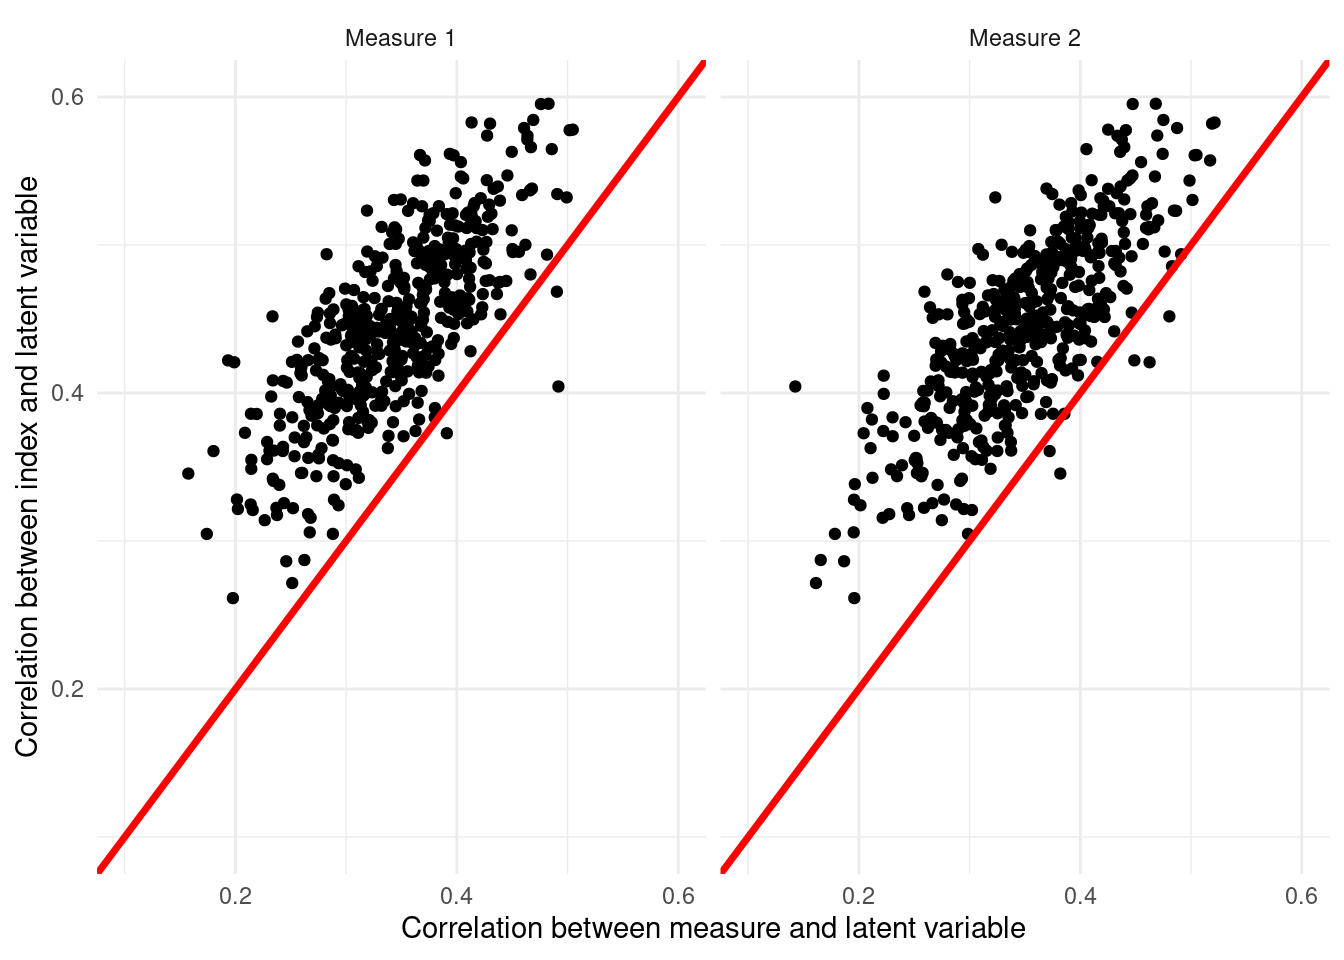 Measure 1
Measure 2
Correlation between index and latent variable
0.6
0.4
0.2
0.2
0.4
0.6
0.2
0.4
0.6
Correlation between measure and latent variable